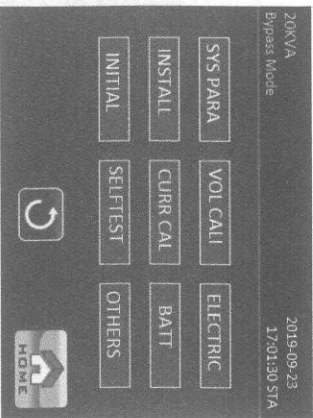 20KVA
Bypass Mode
2019-09-23
17:01:30 STA
SYS PARA
VOL CALI
ELECTRIC
INSTALL
CURR CAL
BATT
INITIAL
SELFTEST
OTHERS
HOME